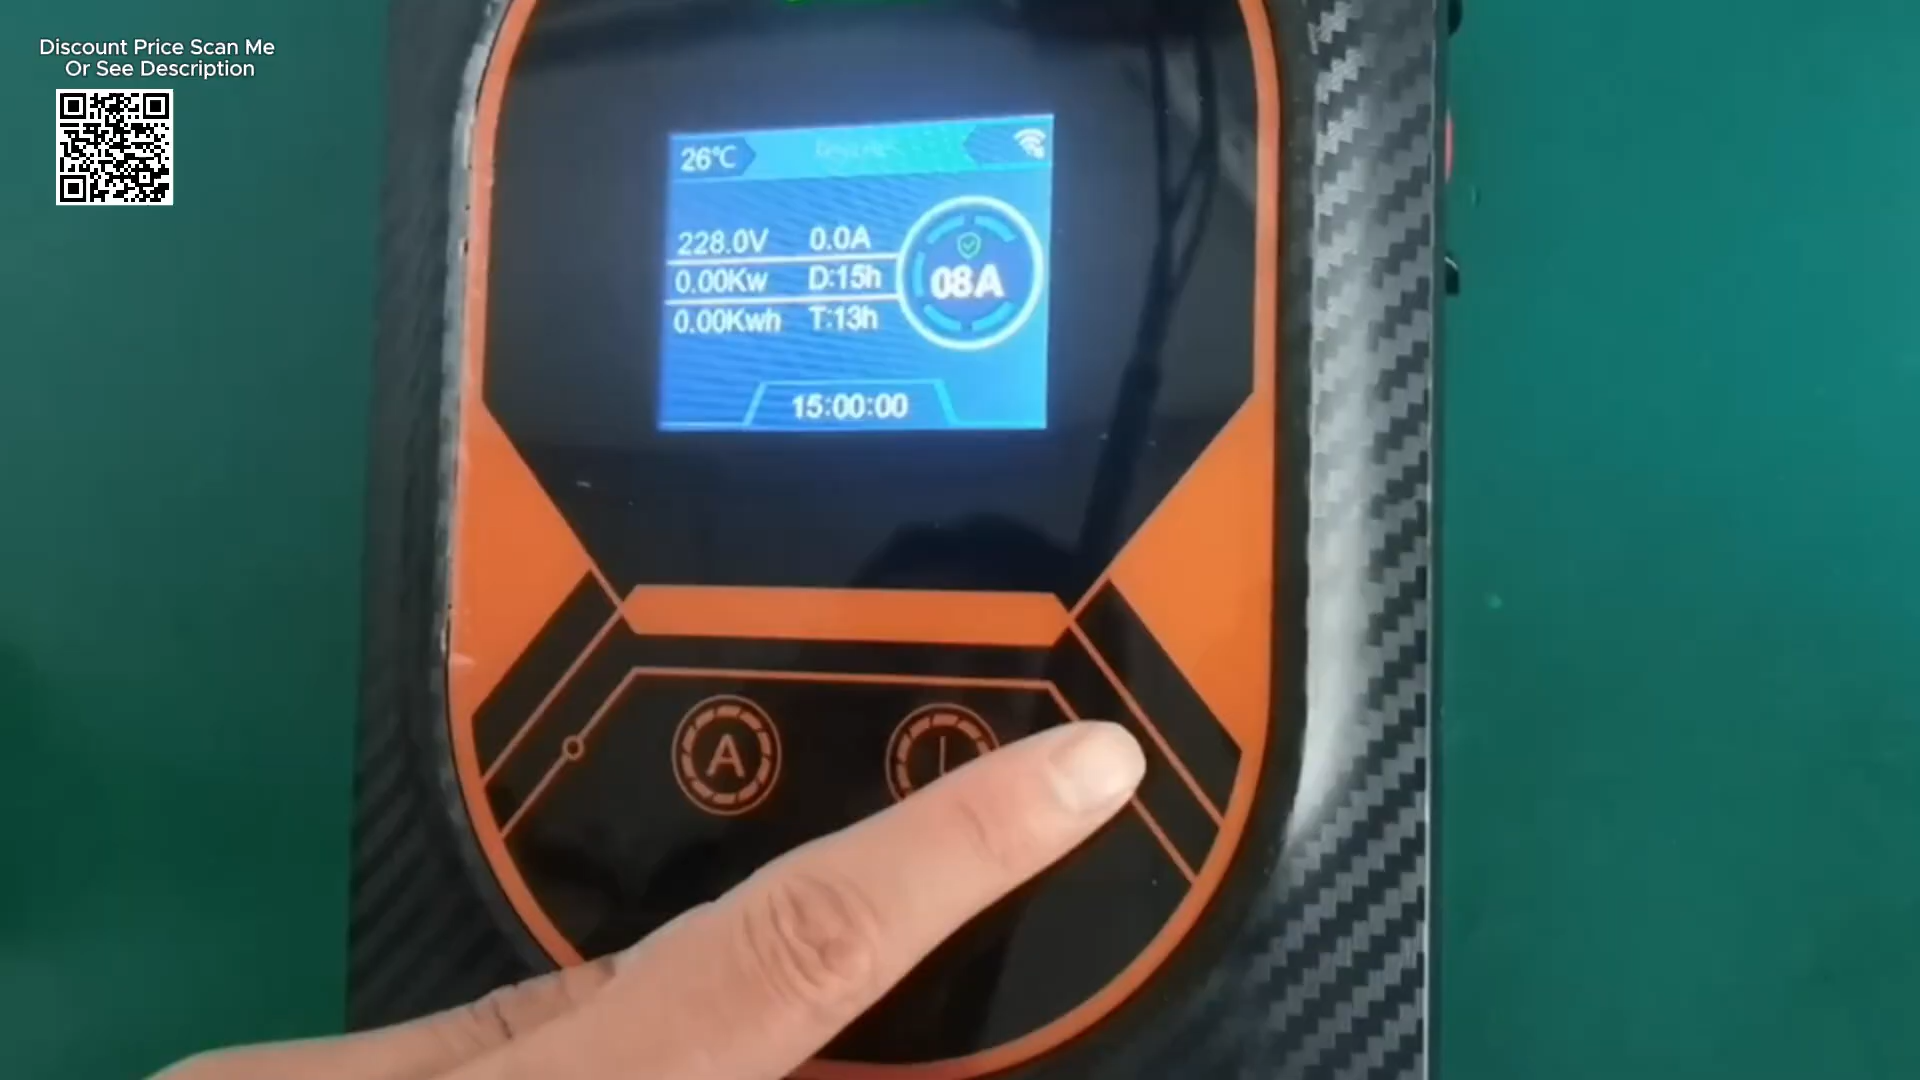 Discount Price Scan Me
Or See Description
26℃
228.0V 0.0A
0.00Kw D:15h
0.00Kwh T:13h
08A
15:00:00
A